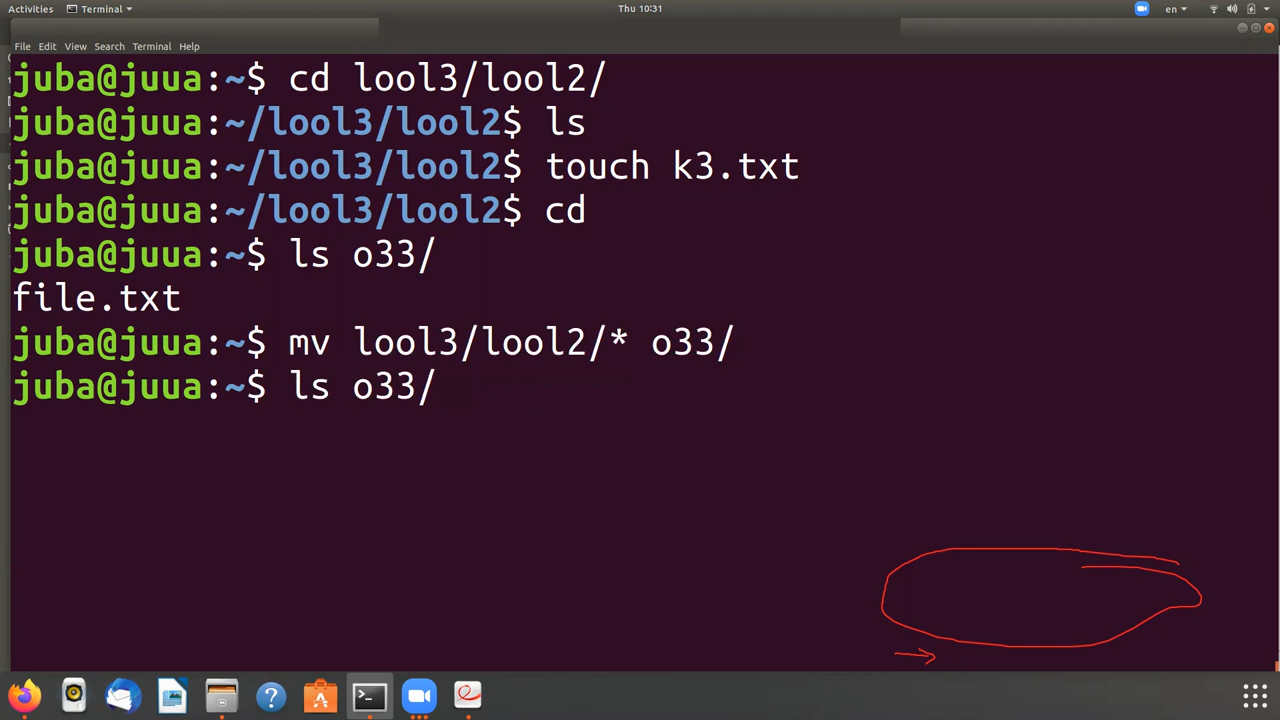 Activities Terminal Thu 10:31 en
File Edit View Search Terminal Help
juba@juua:~$ cd lool3/lool2/
juba@juua:~/lool3/lool2$ ls
juba@juua:~/lool3/lool2$ touch k3.txt
juba@juua:~/lool3/lool2$ cd
juba@juua:~$ ls o33/
file.txt
juba@juua:~$ mv lool3/lool2/* o33/
juba@juua:~$ ls o33/